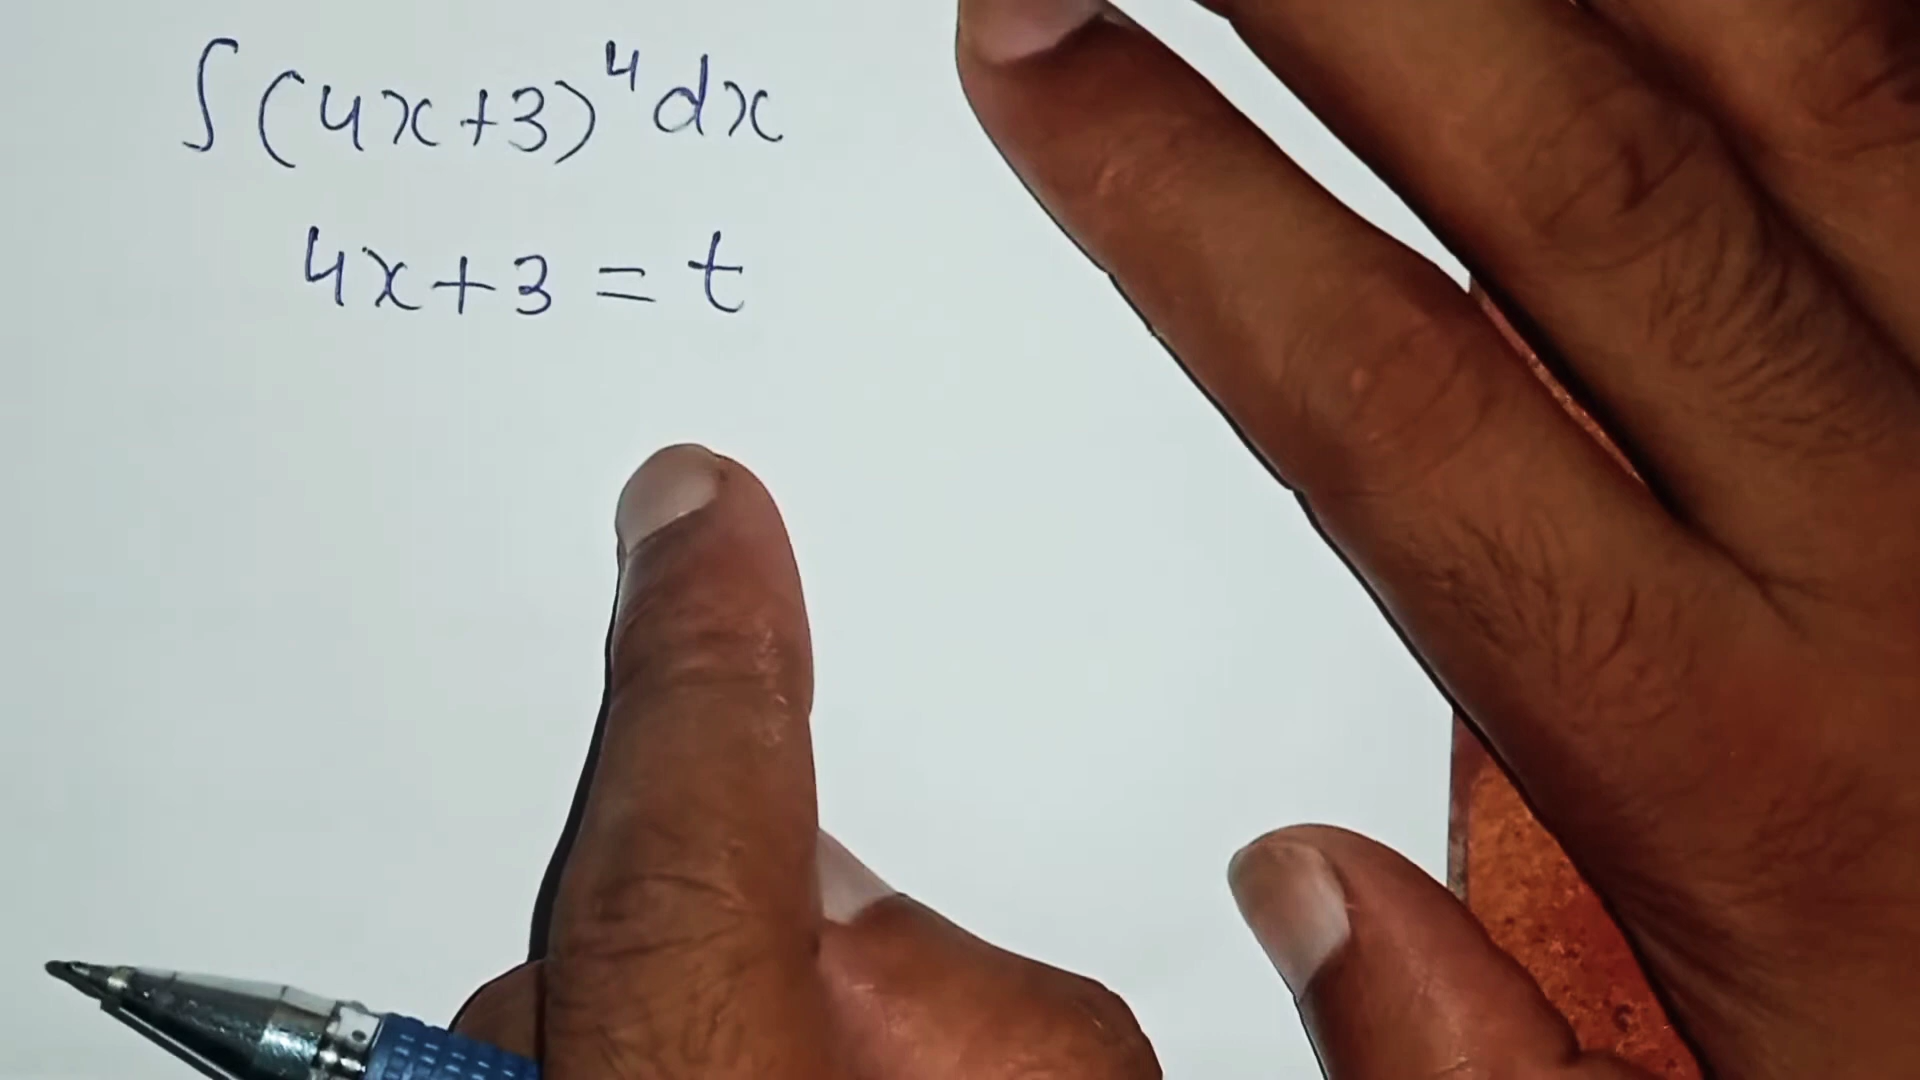 ∫(4x+3)⁴dx
4x+3 = t